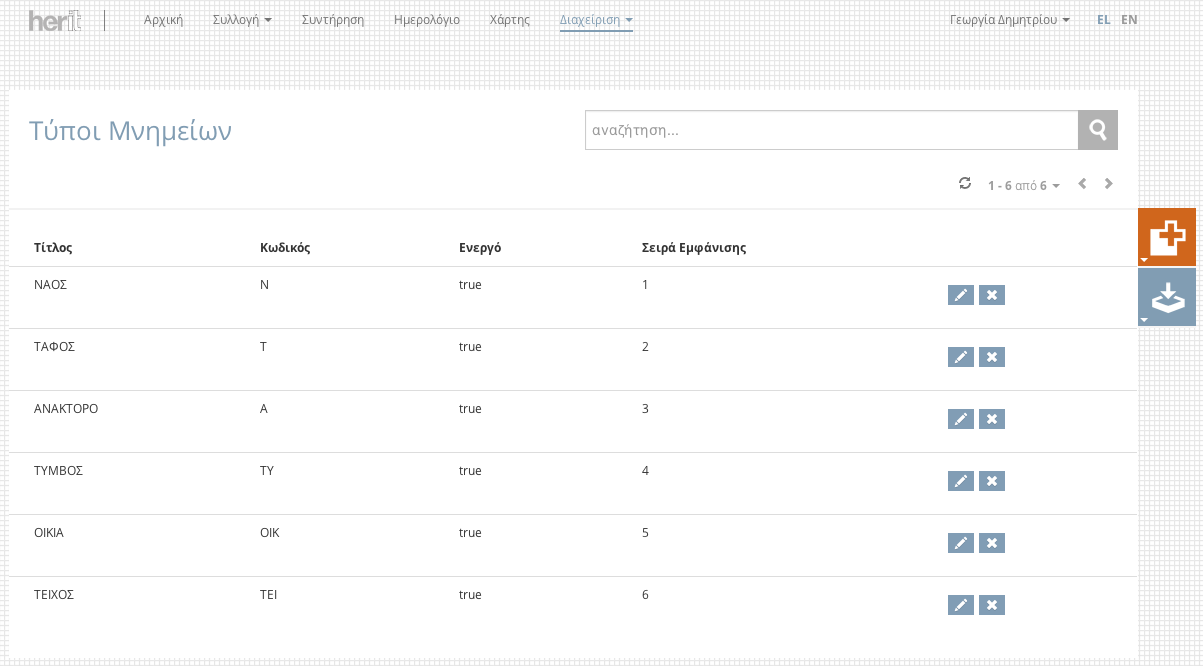 herit Αρχική Συλλογή Συντήρηση Ημερολόγιο Χάρτης Διαχείριση Γεωργία Δημητρίου EL EN
Τύποι Μνημείων αναζήτηση...
1 - 6 από 6
Τίτλος Κωδικός Ενεργό Σειρά Εμφάνισης
ΝΑΟΣ Ν true 1
ΤΑΦΟΣ Τ true 2
ΑΝΑΚΤΟΡΟ Α true 3
ΤΥΜΒΟΣ ΤΥ true 4
ΟΙΚΙΑ ΟΙΚ true 5
ΤΕΙΧΟΣ ΤΕΙ true 6